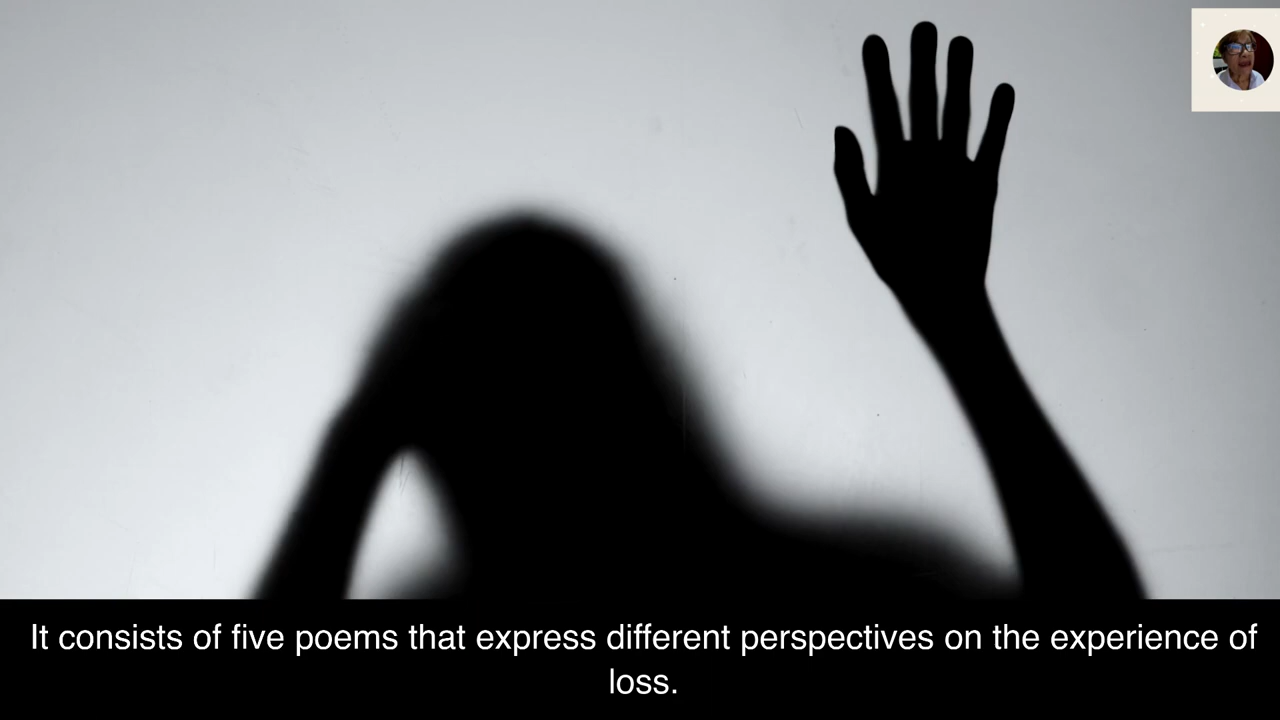 It consists of five poems that express different perspectives on the experience of
loss.